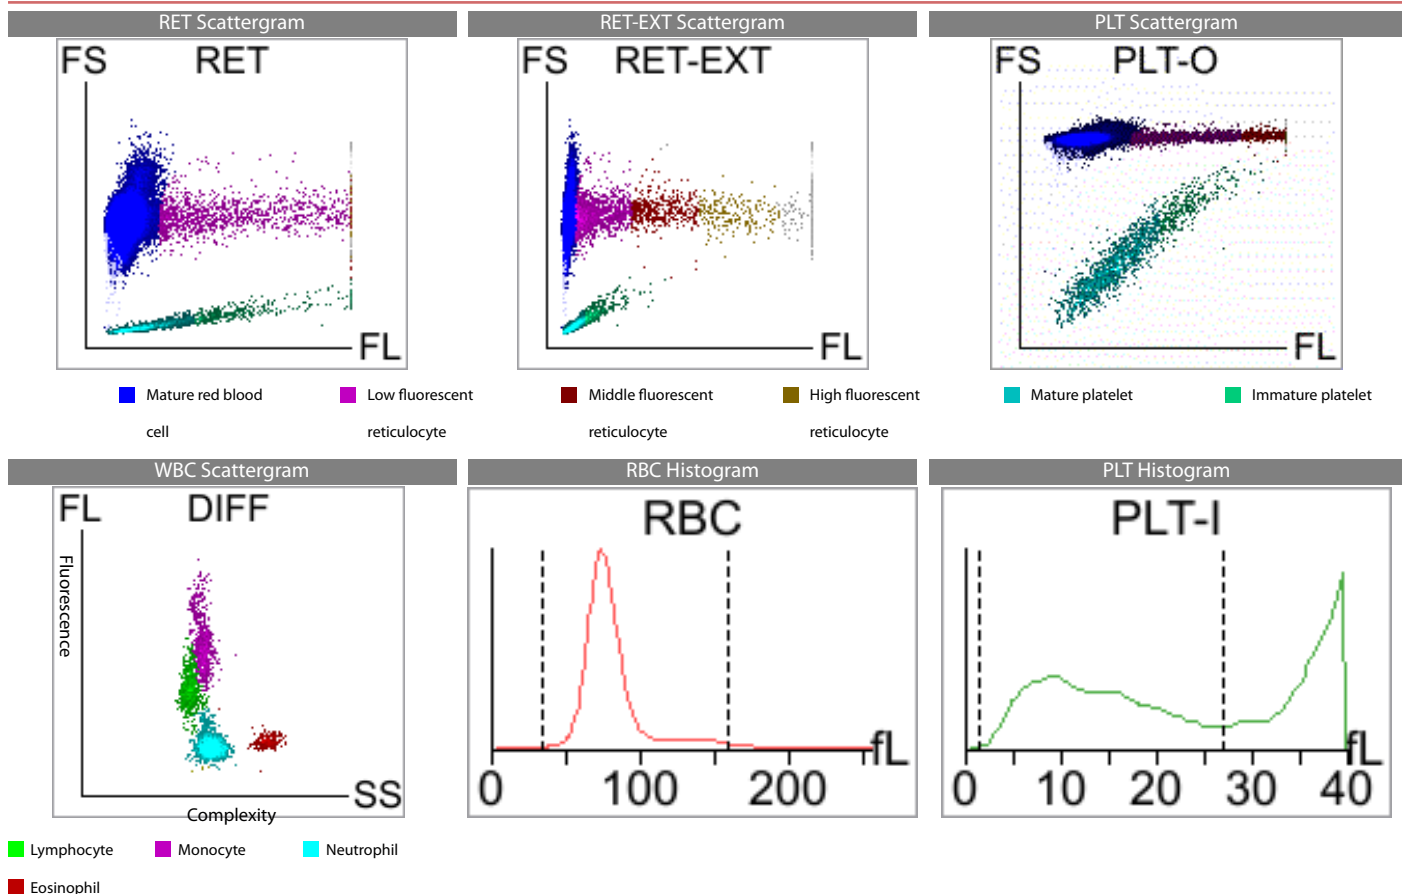 RET Scattergram
RET-EXT Scattergram
PLT Scattergram
FS RET
FL
FS RET-EXT
FL
FS PLT-O
FL
Mature red blood
cell
Low fluorescent
reticulocyte
Middle fluorescent
reticulocyte
High fluorescent
reticulocyte
Mature platelet
Immature platelet
WBC Scattergram
RBC Histogram
PLT Histogram
FL DIFF
Fluorescence
SS
Complexity
RBC
fL
0 100 200
PLT-I
fL
0 10 20 30 40
Lymphocyte
Monocyte
Neutrophil
Eosinophil